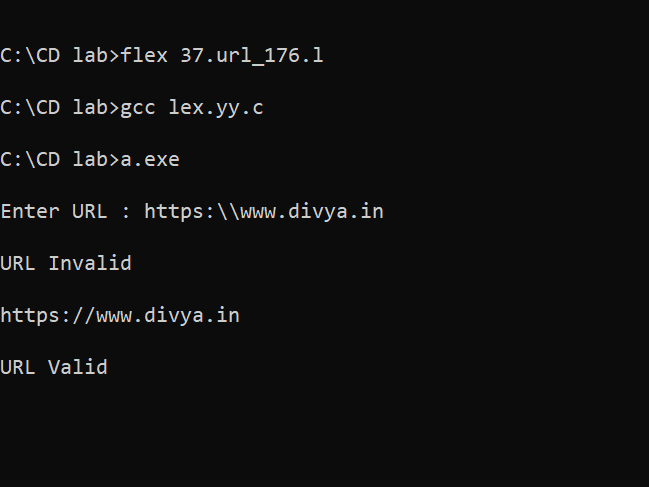 C:\CD lab>flex 37.url_176.l
C:\CD lab>gcc lex.yy.c
C:\CD lab>a.exe
Enter URL : https:\\www.divya.in
URL Invalid
https://www.divya.in
URL Valid